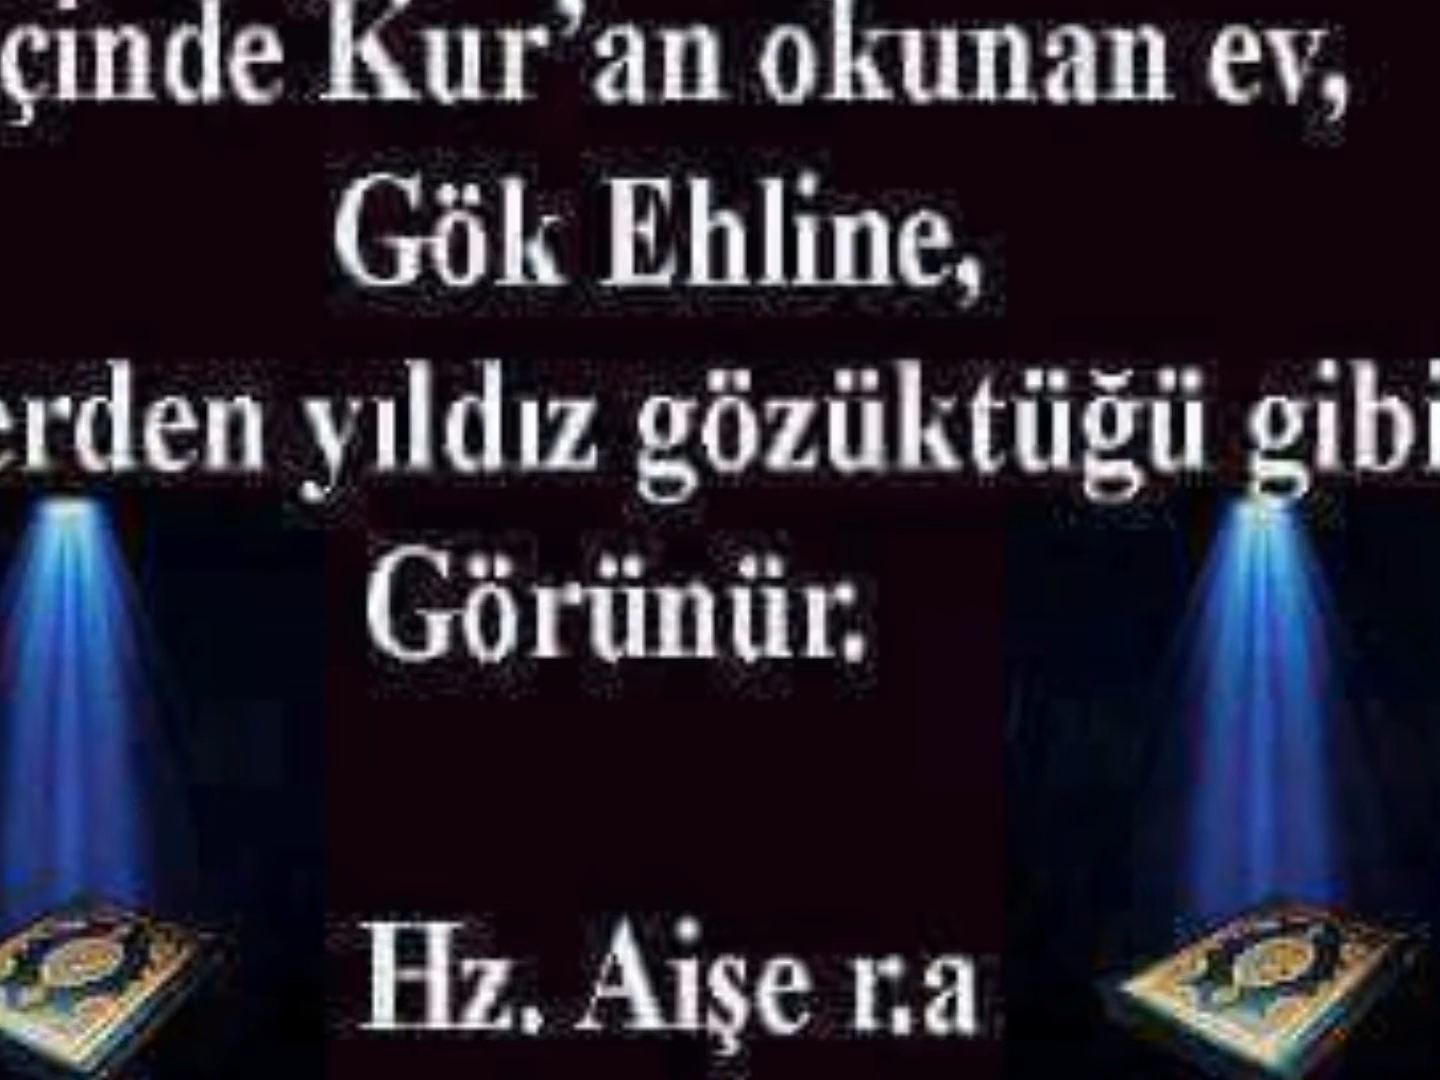 çinde Kur'an okunan ev,
Gök Ehline,
erden yıldız gözüktüğü gibi
Görünür.
Hz. Aişe r.a